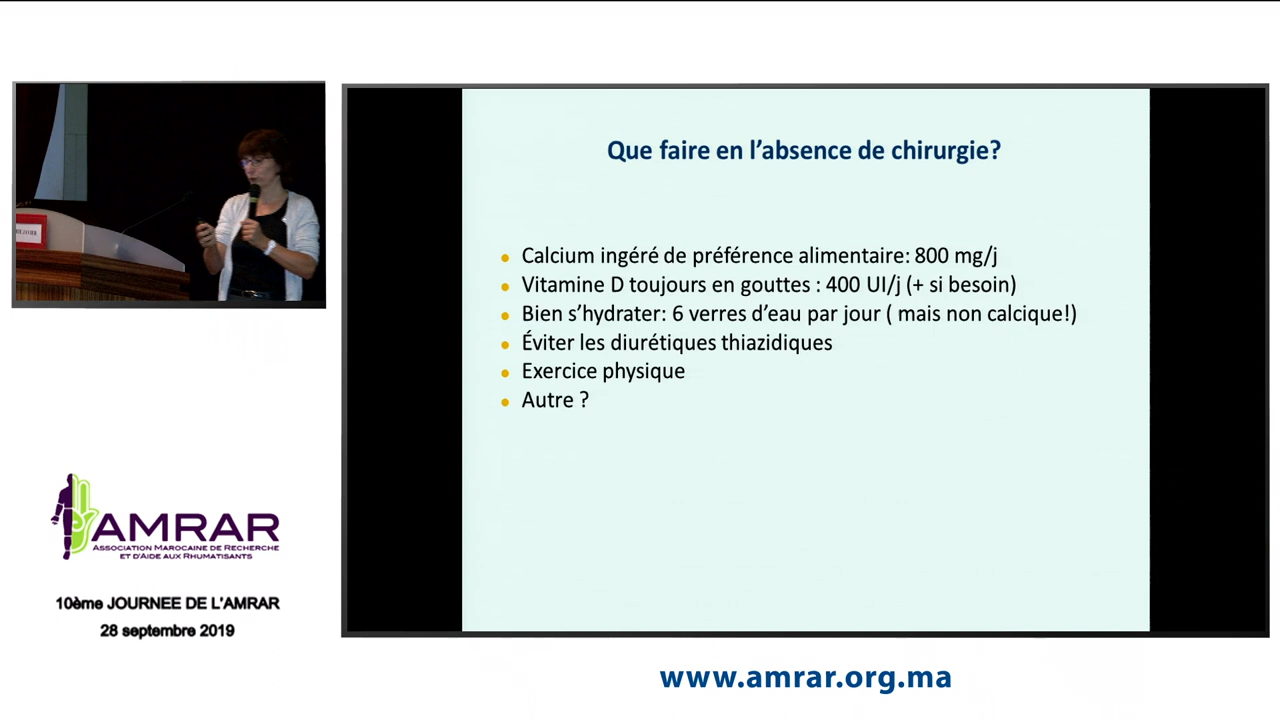 Que faire en l’absence de chirurgie?
• Calcium ingéré de préférence alimentaire: 800 mg/j
• Vitamine D toujours en gouttes : 400 UI/j (+ si besoin)
• Bien s’hydrater: 6 verres d’eau par jour ( mais non calcique!)
• Éviter les diurétiques thiazidiques
• Exercice physique
• Autre ?
AMRAR
ASSOCIATION MAROCAINE DE RECHERCHE
ET D'AIDE AUX RHUMATISANTS
10ème JOURNEE DE L'AMRAR
28 septembre 2019
www.amrar.org.ma